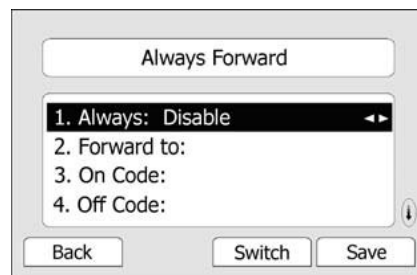 Always Forward
1. Always: Disable
2. Forward to:
3. On Code:
4. Off Code:
Back Switch Save